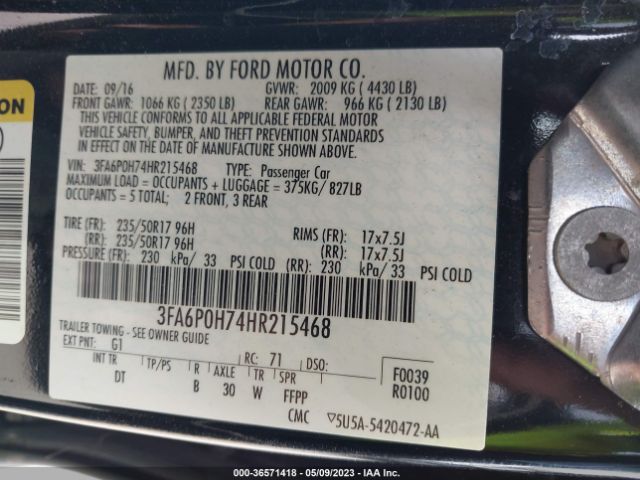 MFD. BY FORD MOTOR CO.
DATE: 09/16 GVWR: 2009 KG ( 4430 LB)
FRONT GAWR: 1066 KG ( 2350 LB) REAR GAWR: 966 KG ( 2130 LB)
THIS VEHICLE CONFORMS TO ALL APPLICABLE FEDERAL MOTOR
VEHICLE SAFETY, BUMPER, AND THEFT PREVENTION STANDARDS
IN EFFECT ON THE DATE OF MANUFACTURE SHOWN ABOVE.
VIN: 3FA6P0H74HR215468 TYPE: Passenger Car
MAXIMUM LOAD = OCCUPANTS + LUGGAGE = 375KG/ 827LB
OCCUPANTS = 5 TOTAL; 2 FRONT, 3 REAR
TIRE (FR): 235/50R17 96H RIMS (FR): 17x7.5J
(RR): 235/50R17 96H (RR): 17x7.5J
PRESSURE (FR): 230 kPa/ 33 PSI COLD (RR): 230 kPa/ 33 PSI COLD
3FA6P0H74HR215468
TRAILER TOWING - SEE OWNER GUIDE
EXT PNT: G1 RC: 71 DSO:
INT TR TP/PS R AXLE TR SPR
DT B 30 W FFPP
F0039
R0100
CMC ▽5U5A-5420472-AA
ON
000-36571418 - 05/09/2023 - IAA Inc.